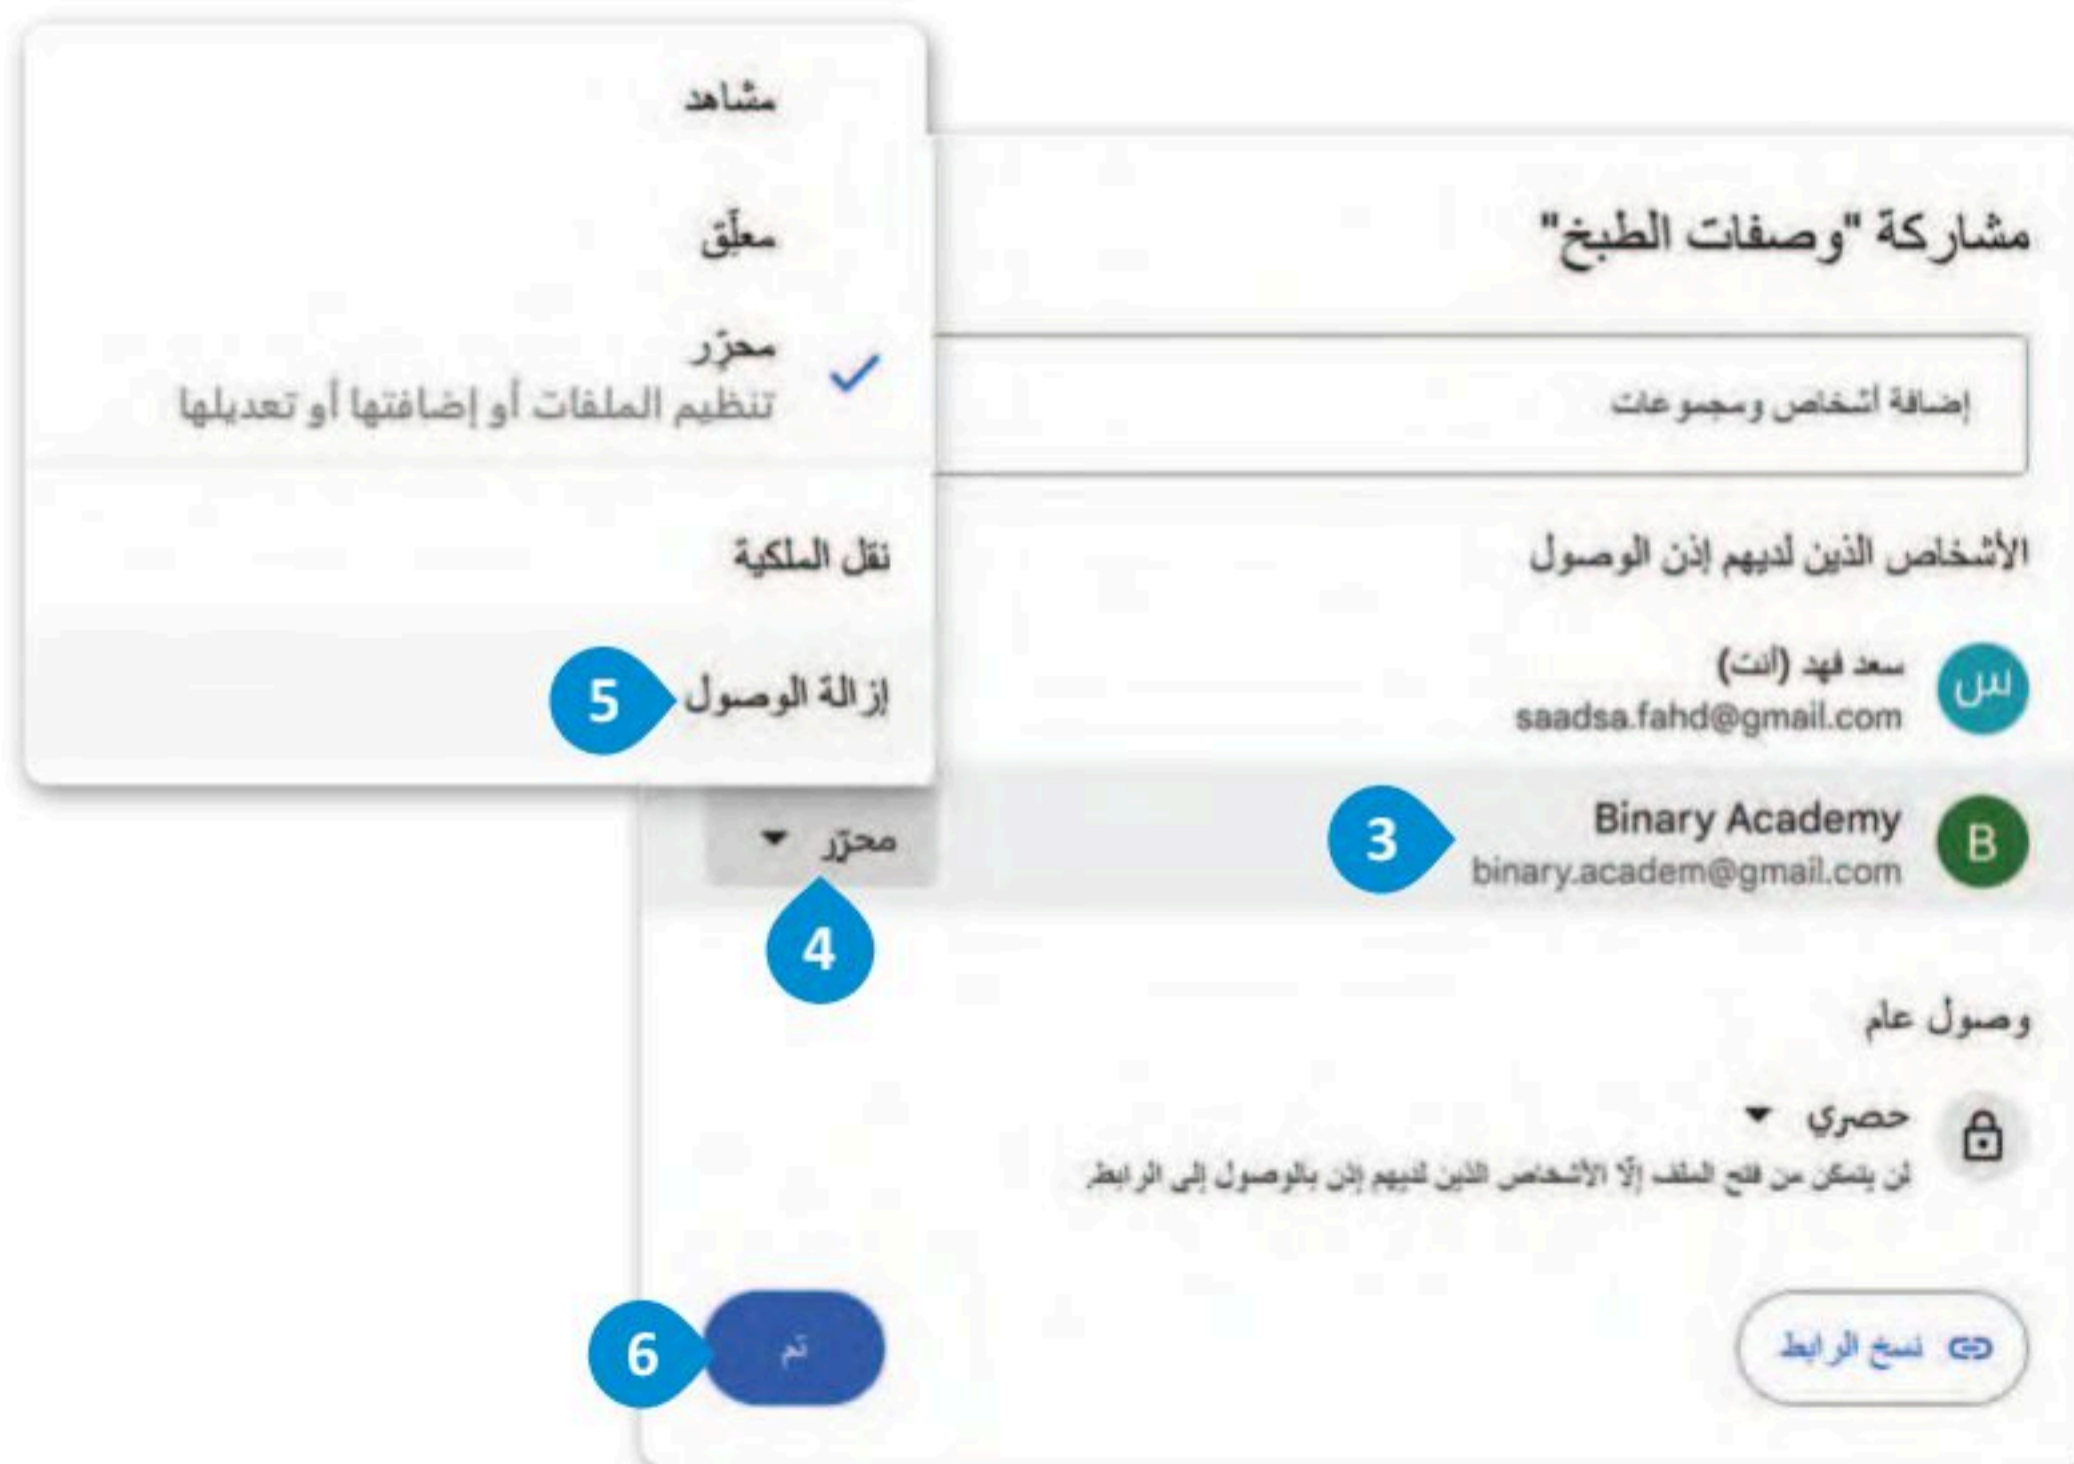 مشاهد
معلّق
محرّر
تنظيم الملفات أو إضافتها أو تعديلها
نقل الملكية
إزالة الوصول
5
مشاركة "وصفات الطبخ"
إضافة أشخاص ومجموعات
الأشخاص الذين لديهم إذن الوصول
س
سعد فهد (أنت)
saadsa.fahd@gmail.com
B
Binary Academy
binary.academ@gmail.com
3
محرّر
4
وصول عام
حصري
لن يتمكن من فتح الملف إلّا الأشخاص الذين لديهم إذن بالوصول إلى الرابط
نسخ الرابط
تم
6